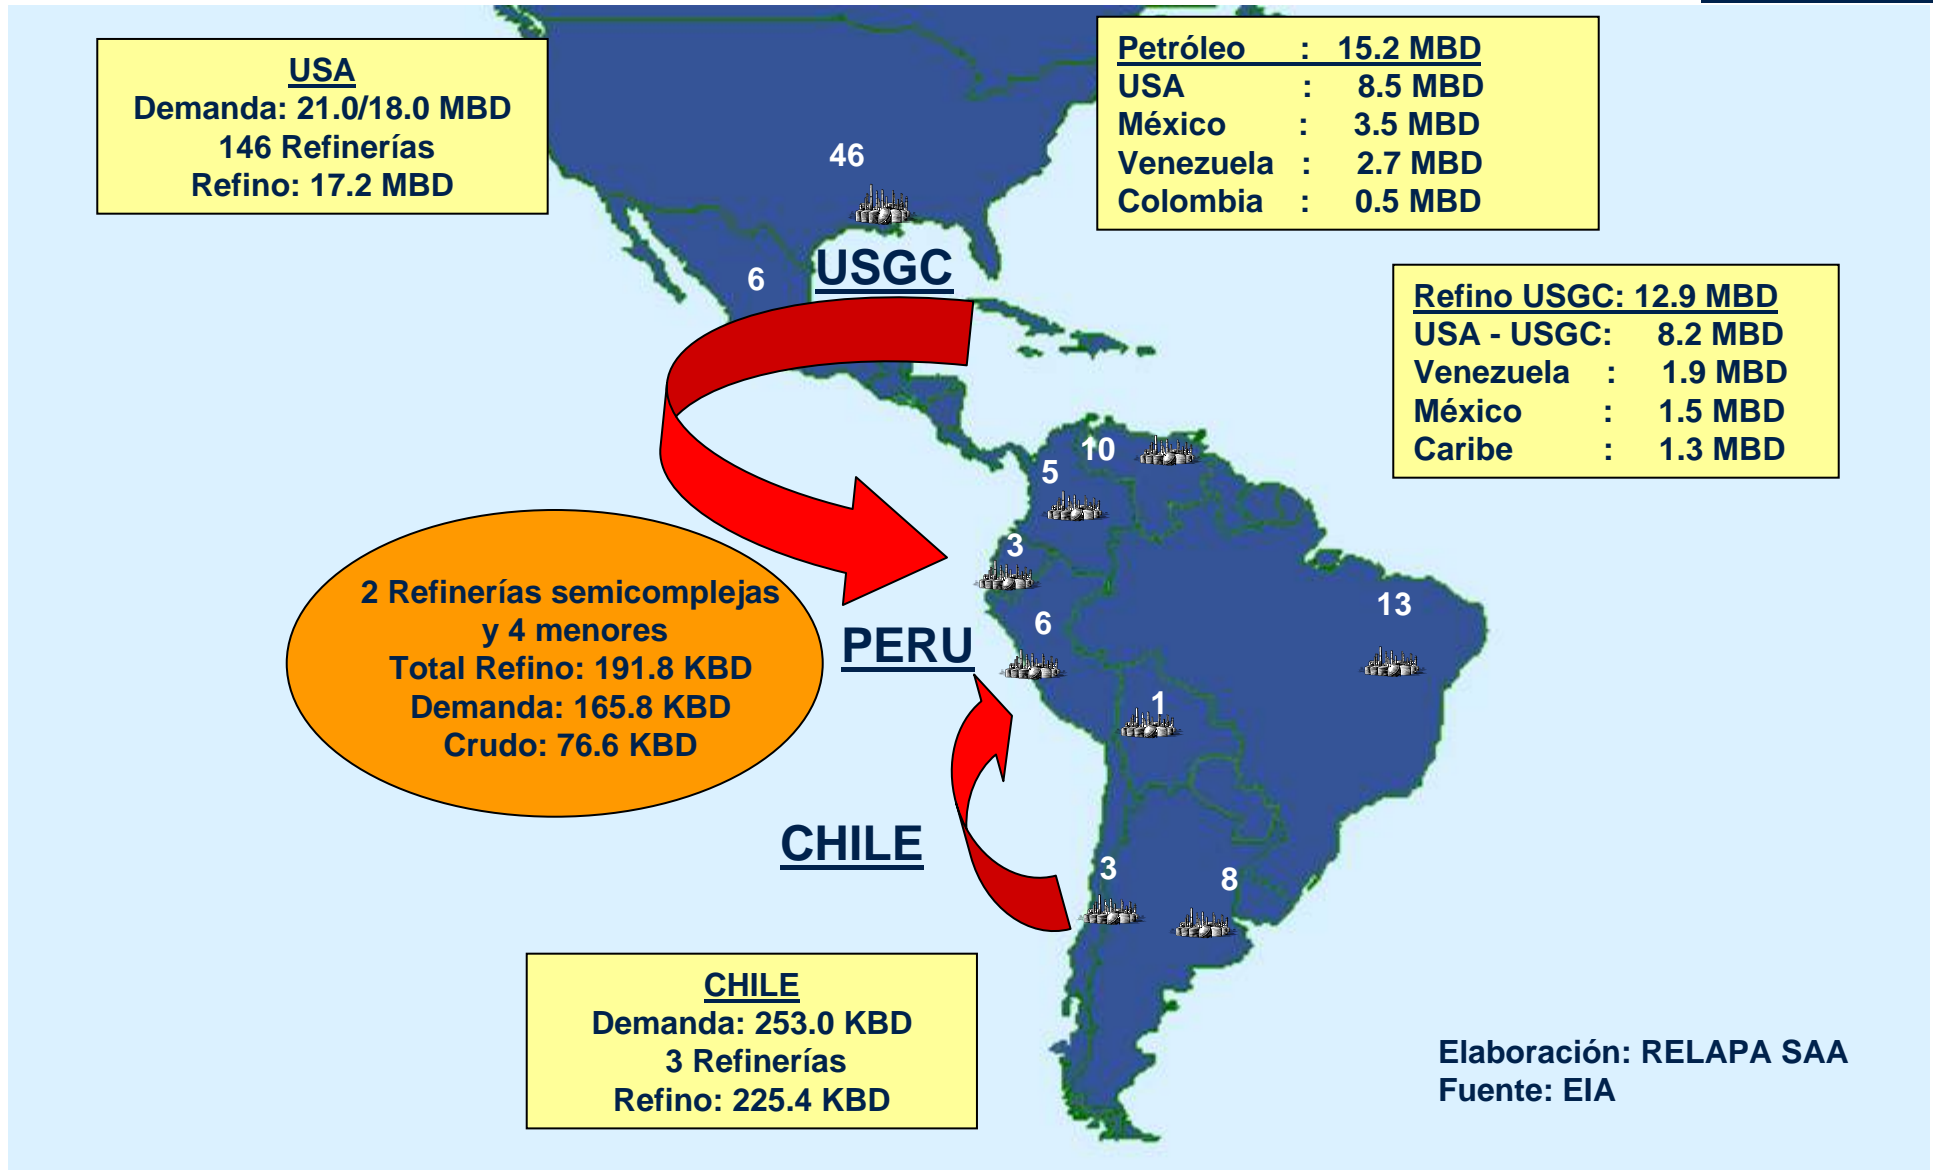 USA
Demanda: 21.0/18.0 MBD
146 Refinerías
Refino: 17.2 MBD
Petróleo : 15.2 MBD
USA : 8.5 MBD
México : 3.5 MBD
Venezuela : 2.7 MBD
Colombia : 0.5 MBD
46
6
USGC
Refino USGC: 12.9 MBD
USA - USGC: 8.2 MBD
Venezuela : 1.9 MBD
México : 1.5 MBD
Caribe : 1.3 MBD
10
5
3
2 Refinerías semicomplejas
y 4 menores
Total Refino: 191.8 KBD
Demanda: 165.8 KBD
Crudo: 76.6 KBD
13
6
PERU
1
CHILE
3
8
CHILE
Demanda: 253.0 KBD
3 Refinerías
Refino: 225.4 KBD
Elaboración: RELAPA SAA
Fuente: EIA